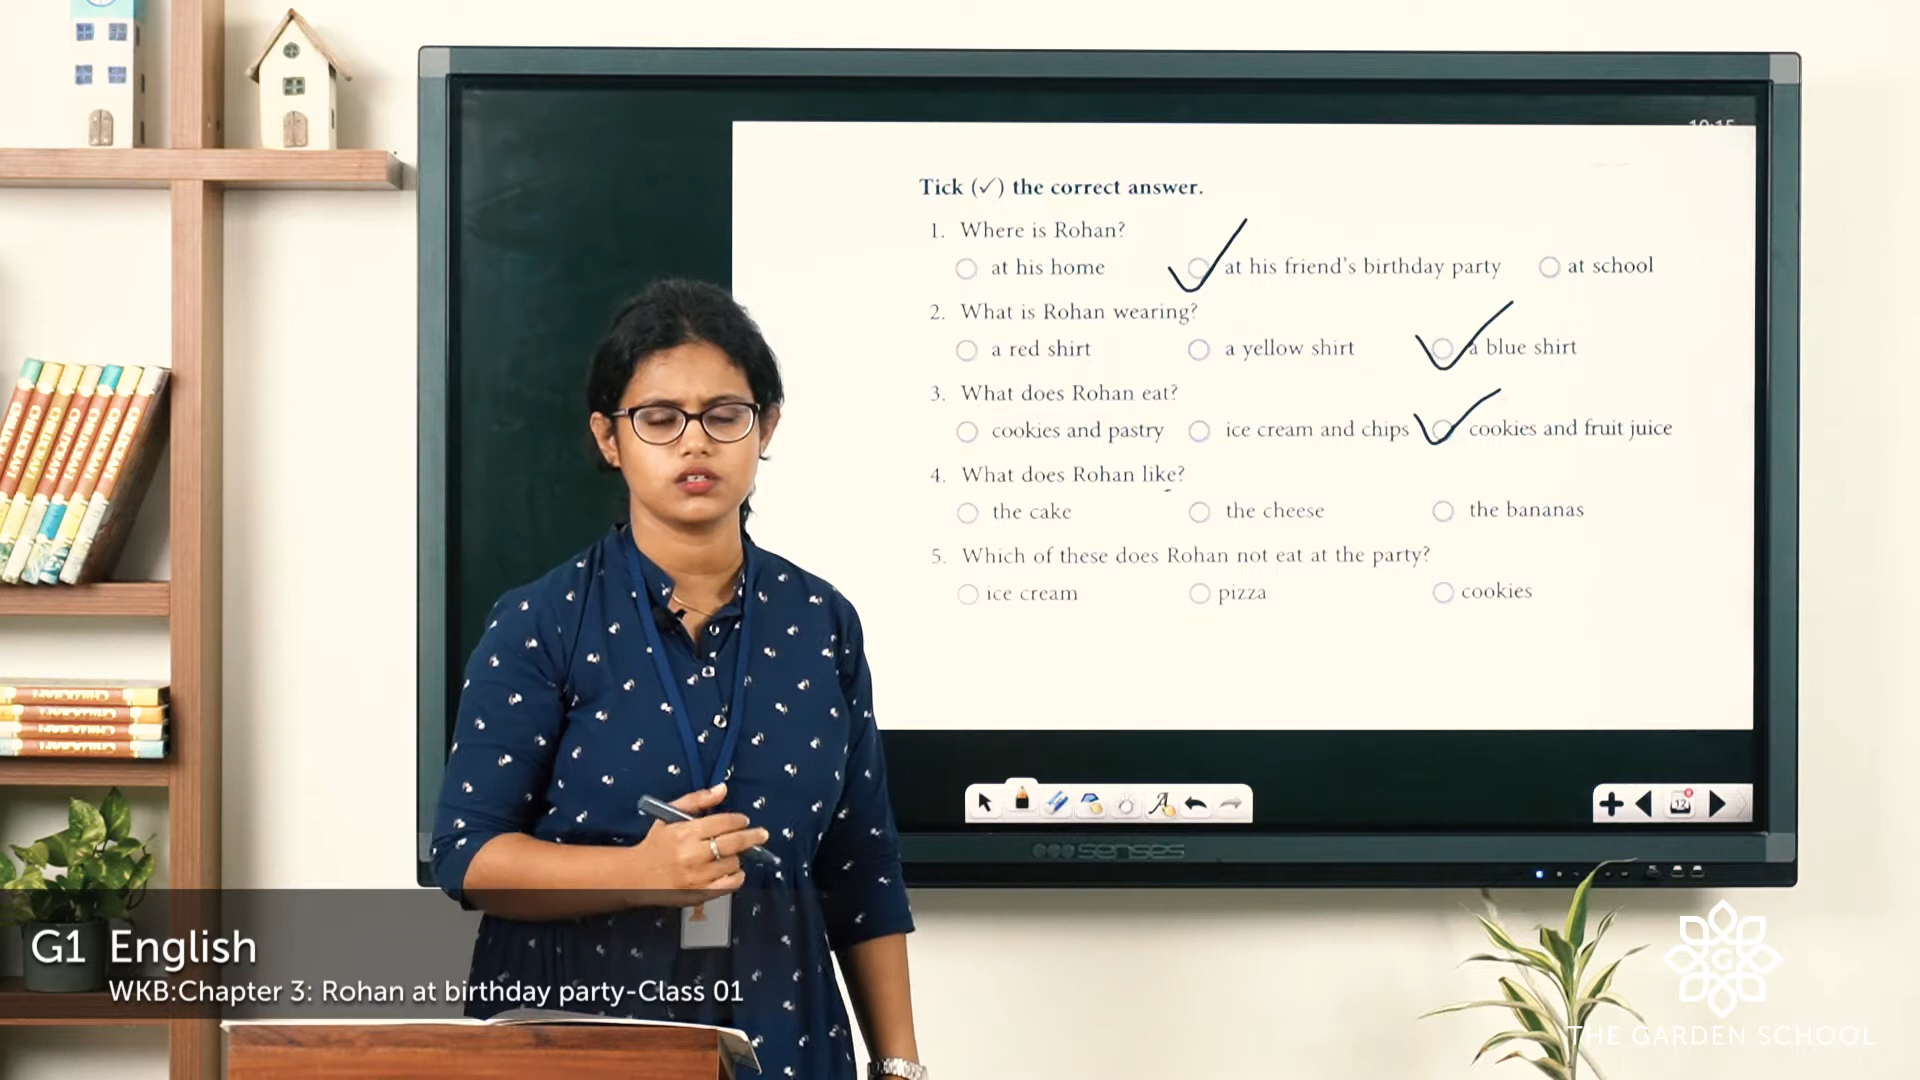 10:15
Tick (✓) the correct answer.
1. Where is Rohan?
at his home at his friend's birthday party at school
2. What is Rohan wearing?
a red shirt a yellow shirt a blue shirt
3. What does Rohan eat?
cookies and pastry ice cream and chips cookies and fruit juice
4. What does Rohan like?
the cake the cheese the bananas
5. Which of these does Rohan not eat at the party?
ice cream pizza cookies
12
senses
G1 English
WKB:Chapter 3: Rohan at birthday party-Class 01
G
THE GARDEN SCHOOL